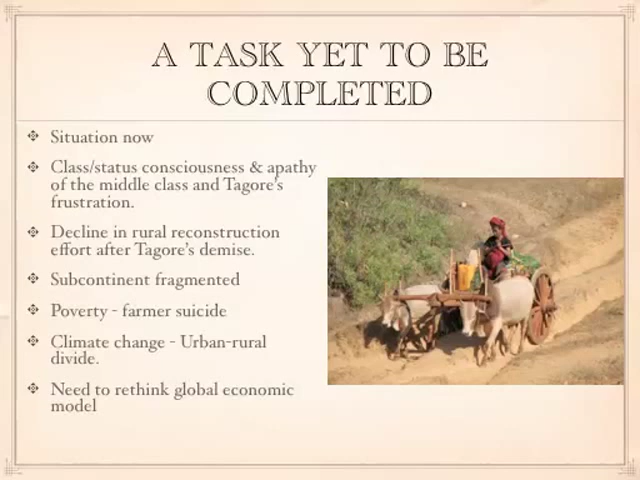 A TASK YET TO BE
COMPLETED
Situation now
Class/status consciousness & apathy
of the middle class and Tagore's
frustration.
Decline in rural reconstruction
effort after Tagore's demise.
Subcontinent fragmented
Poverty - farmer suicide
Climate change - Urban-rural
divide.
Need to rethink global economic
model